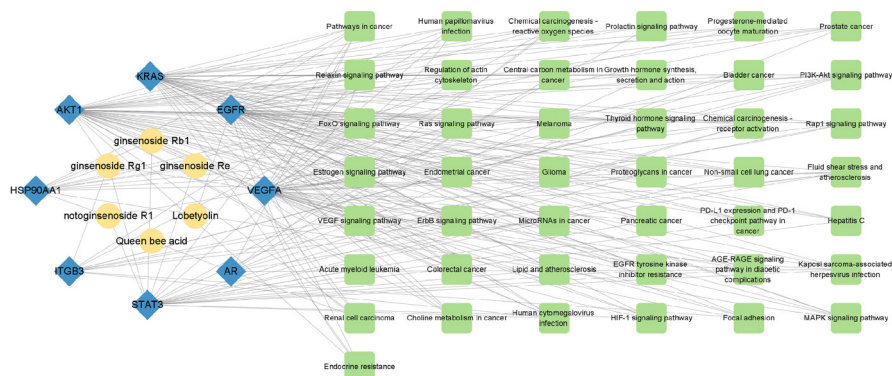 KRAS
AKT1
EGFR
ginsenoside Rb1
ginsenoside Rg1
ginsenoside Re
HSP90AA1
VEGFA
notoginsenoside R1
Lobetyolin
Queen bee acid
ITGB3
AR
STAT3
Pathways in cancer
Human papillomavirus
infection
Chemical carcinogenesis -
reactive oxygen species
Prolactin signaling pathway
Progesterone-mediated
oocyte maturation
Prostate cancer
Relaxin signaling pathway
Regulation of actin
cytoskeleton
Central carbon metabolism in
cancer
Growth hormone synthesis,
secretion and action
Bladder cancer
PI3K-Akt signaling pathway
FoxO signaling pathway
Ras signaling pathway
Melanoma
Thyroid hormone signaling
pathway
Chemical carcinogenesis -
receptor activation
Rap1 signaling pathway
Estrogen signaling pathway
Endometrial cancer
Glioma
Proteoglycans in cancer
Non-small cell lung cancer
Fluid shear stress and
atherosclerosis
VEGF signaling pathway
ErbB signaling pathway
MicroRNAs in cancer
Pancreatic cancer
PD-L1 expression and PD-1
checkpoint pathway in
cancer
Hepatitis C
Acute myeloid leukemia
Colorectal cancer
Lipid and atherosclerosis
EGFR tyrosine kinase
inhibitor resistance
AGE-RAGE signaling
pathway in diabetic
complications
Kaposi sarcoma-associated
herpesvirus infection
Renal cell carcinoma
Choline metabolism in cancer
Human cytomegalovirus
infection
HIF-1 signaling pathway
Focal adhesion
MAPK signaling pathway
Endocrine resistance